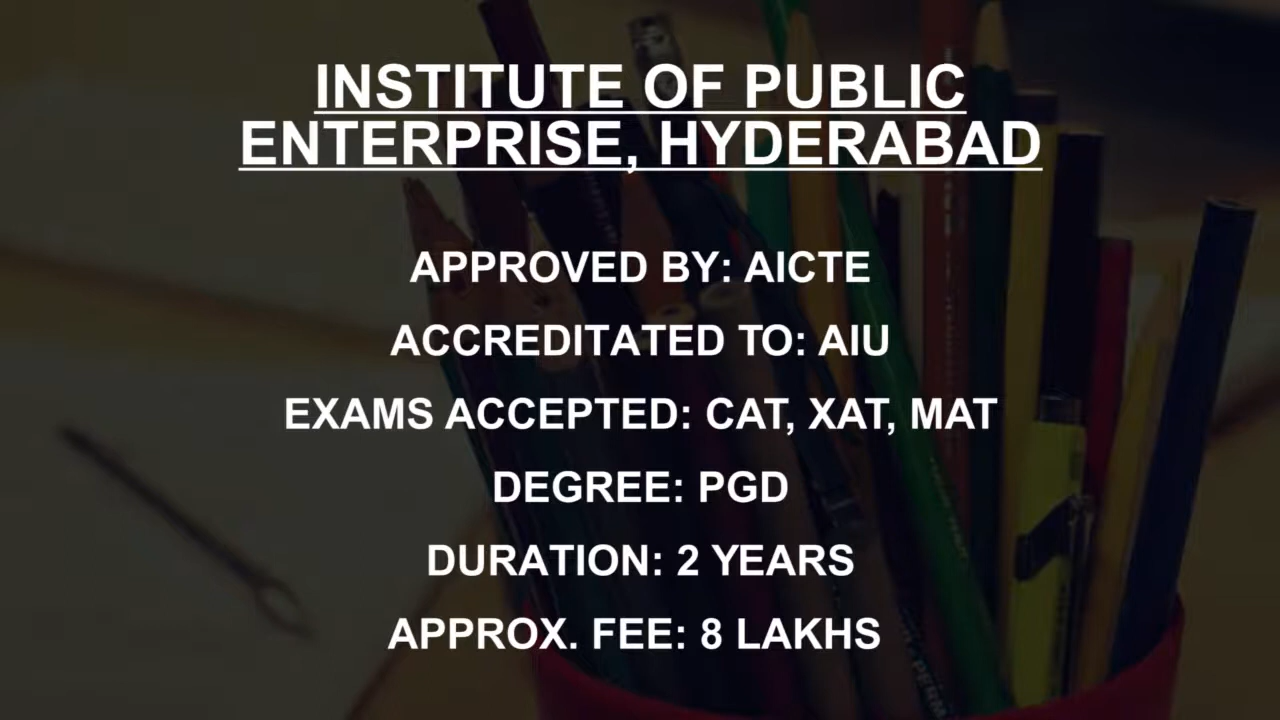 INSTITUTE OF PUBLIC
ENTERPRISE, HYDERABAD
APPROVED BY: AICTE
ACCREDITATED TO: AIU
EXAMS ACCEPTED: CAT, XAT, MAT
DEGREE: PGD
DURATION: 2 YEARS
APPROX. FEE: 8 LAKHS